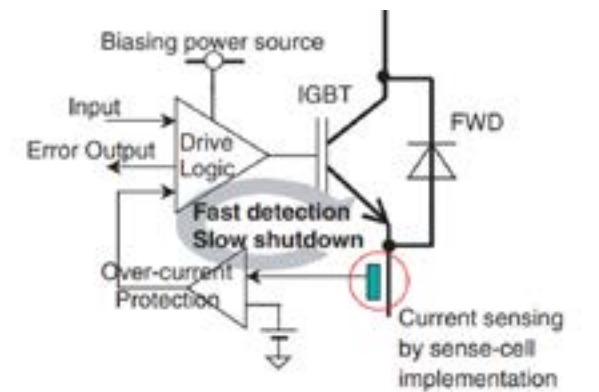 Biasing power source
IGBT
Input
FWD
Error Output
Drive
Logic
Fast detection
Slow shutdown
Over-current
Protection
Current sensing
by sense-cell
implementation